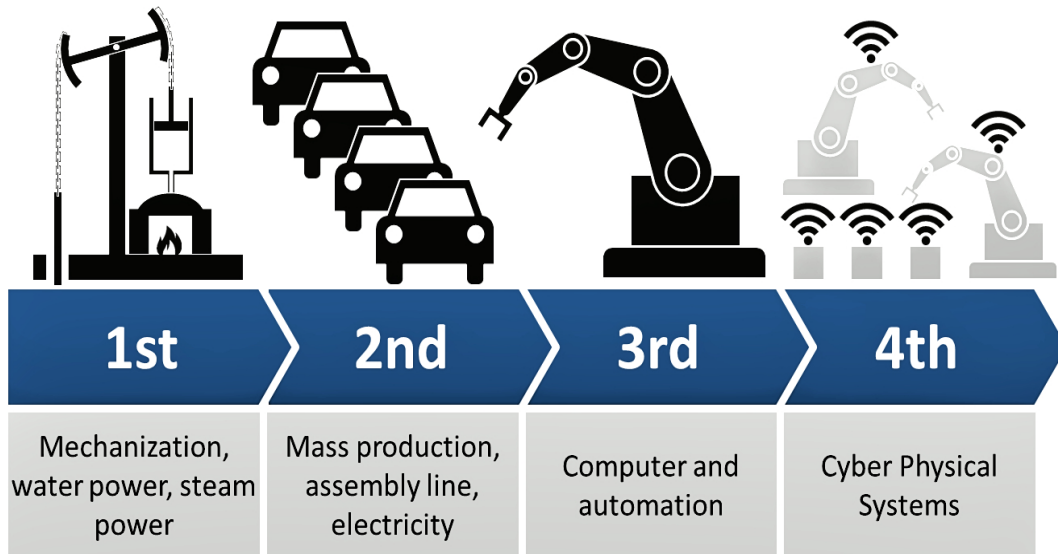 1st
2nd
3rd
4th
Mechanization,
water power, steam
power
Mass production,
assembly line,
electricity
Computer and
automation
Cyber Physical
Systems